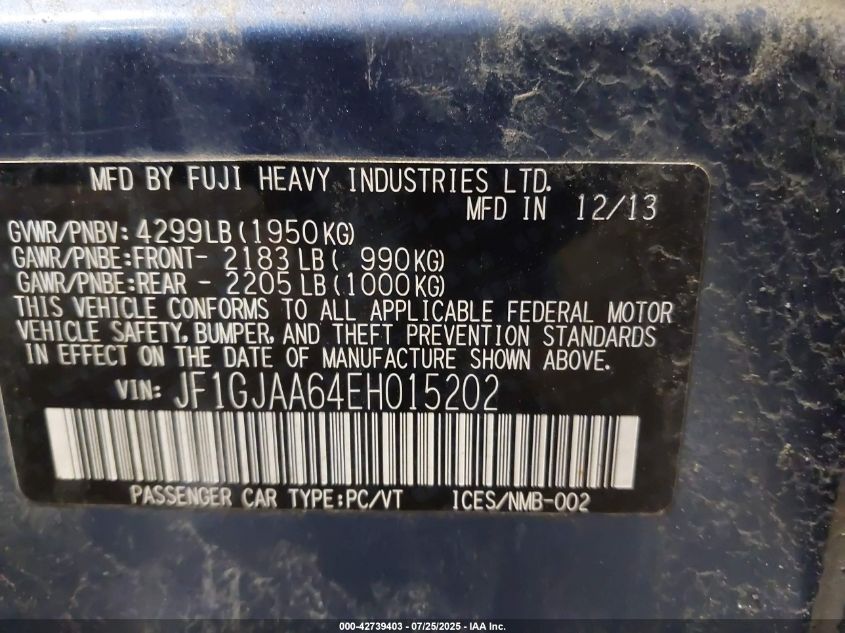 MFD BY FUJI HEAVY INDUSTRIES LTD.
MFD IN 12/13
GVWR/PNBV: 4299LB (1950KG)
GAWR/PNBE:FRONT- 2183 LB ( 990KG)
GAWR/PNBE:REAR - 2205 LB (1000KG)
THIS VEHICLE CONFORMS TO ALL APPLICABLE FEDERAL MOTOR
VEHICLE SAFETY, BUMPER, AND THEFT PREVENTION STANDARDS
IN EFFECT ON THE DATE OF MANUFACTURE SHOWN ABOVE.
VIN: JF1GJAA64EH015202
PASSENGER CAR TYPE:PC/VT ICES/NMB-002
000-42739403 - 07/25/2025 - IAA Inc.